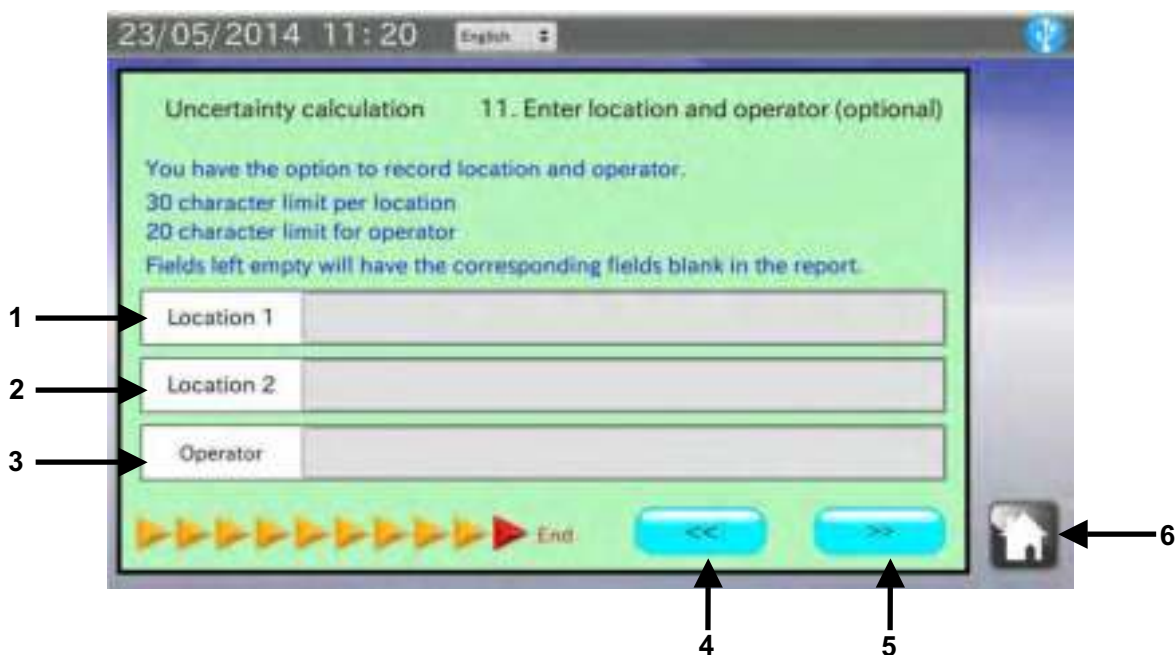 23/05/2014 11:20 English
Uncertainty calculation 11. Enter location and operator (optional)
You have the option to record location and operator.
30 character limit per location
20 character limit for operator
Fields left empty will have the corresponding fields blank in the report.
1 Location 1
2 Location 2
3 Operator
End << >>
6
4 5